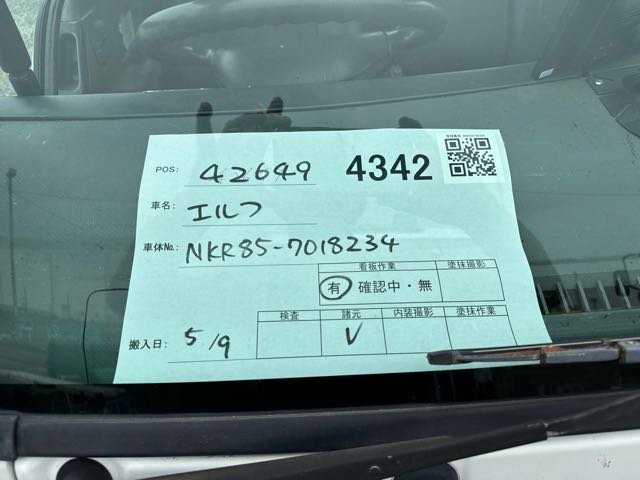 POS: 42649 4342
車名: エルフ
車体No.: NKR85-7018234
看板作業 塗抹撮影
有 確認中・無
検査 諸元 内装撮影 塗抹作業
搬入日: 5/9 V